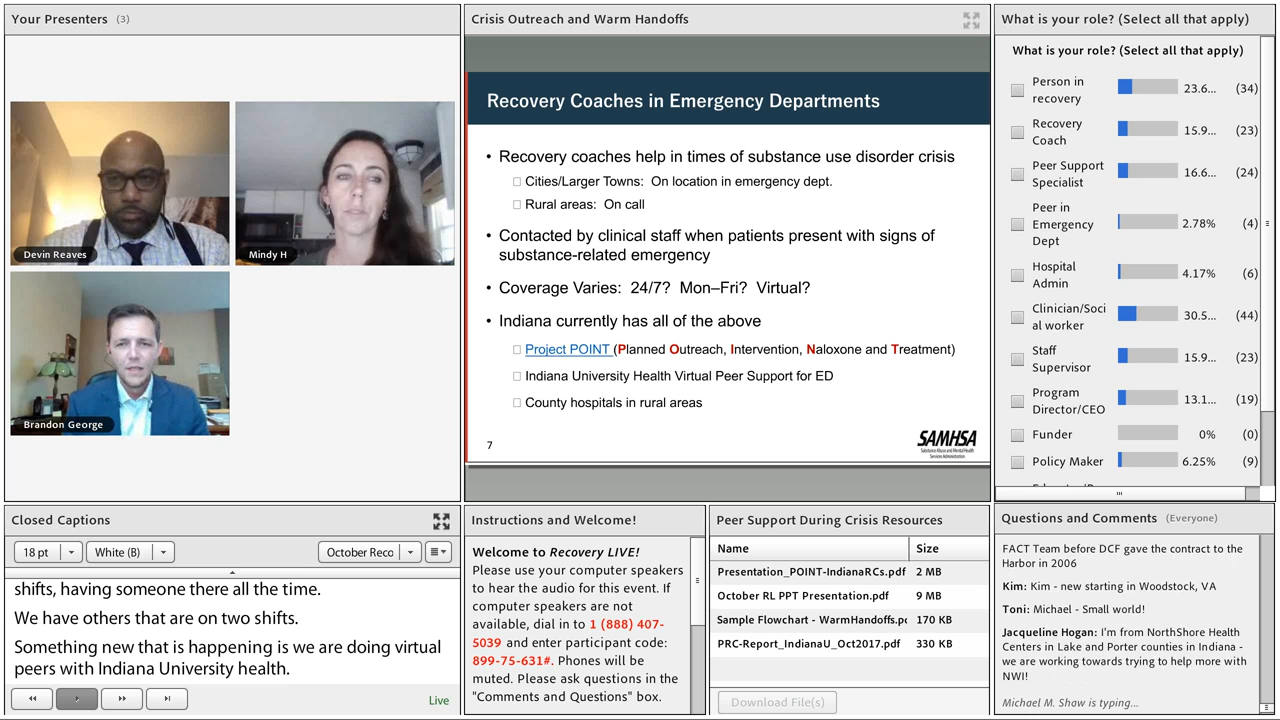 Your Presenters (3)
Devin Reaves
Mindy H
Brandon George
Crisis Outreach and Warm Handoffs
Recovery Coaches in Emergency Departments
• Recovery coaches help in times of substance use disorder crisis
Cities/Larger Towns: On location in emergency dept.
Rural areas: On call
• Contacted by clinical staff when patients present with signs of
substance-related emergency
• Coverage Varies: 24/7? Mon–Fri? Virtual?
• Indiana currently has all of the above
Project POINT (Planned Outreach, Intervention, Naloxone and Treatment)
Indiana University Health Virtual Peer Support for ED
County hospitals in rural areas
7
SAMHSA
Substance Abuse and Mental Health
Services Administration
What is your role? (Select all that apply)
What is your role? (Select all that apply)
Person in
recovery
23.6... (34)
Recovery
Coach
15.9... (23)
Peer Support
Specialist
16.6... (24)
Peer in
Emergency
Dept
2.78% (4)
Hospital
Admin
4.17% (6)
Clinician/Soci
al worker
30.5... (44)
Staff
Supervisor
15.9... (23)
Program
Director/CEO
13.1... (19)
Funder 0% (0)
Policy Maker 6.25% (9)
Closed Captions
18 pt White (B) October Reco
shifts, having someone there all the time.
We have others that are on two shifts.
Something new that is happening is we are doing virtual
peers with Indiana University health.
Live
Instructions and Welcome!
Welcome to Recovery LIVE!
Please use your computer speakers
to hear the audio for this event. If
computer speakers are not
available, dial in to 1 (888) 407-
5039 and enter participant code:
899-75-631#. Phones will be
muted. Please ask questions in the
"Comments and Questions" box.
Peer Support During Crisis Resources
Name Size
Presentation_POINT-IndianaRCs.pdf 2 MB
October RL PPT Presentation.pdf 9 MB
Sample Flowchart - WarmHandoffs.pc 170 KB
PRC-Report_IndianaU_Oct2017.pdf 330 KB
Download File(s)
Questions and Comments (Everyone)
FACT Team before DCF gave the contract to the
Harbor in 2006
Kim: Kim - new starting in Woodstock, VA
Toni: Michael - Small world!
Jacqueline Hogan: I'm from NorthShore Health
Centers in Lake and Porter counties in Indiana -
we are working towards trying to help more with
NWI!
Michael M. Shaw is typing...